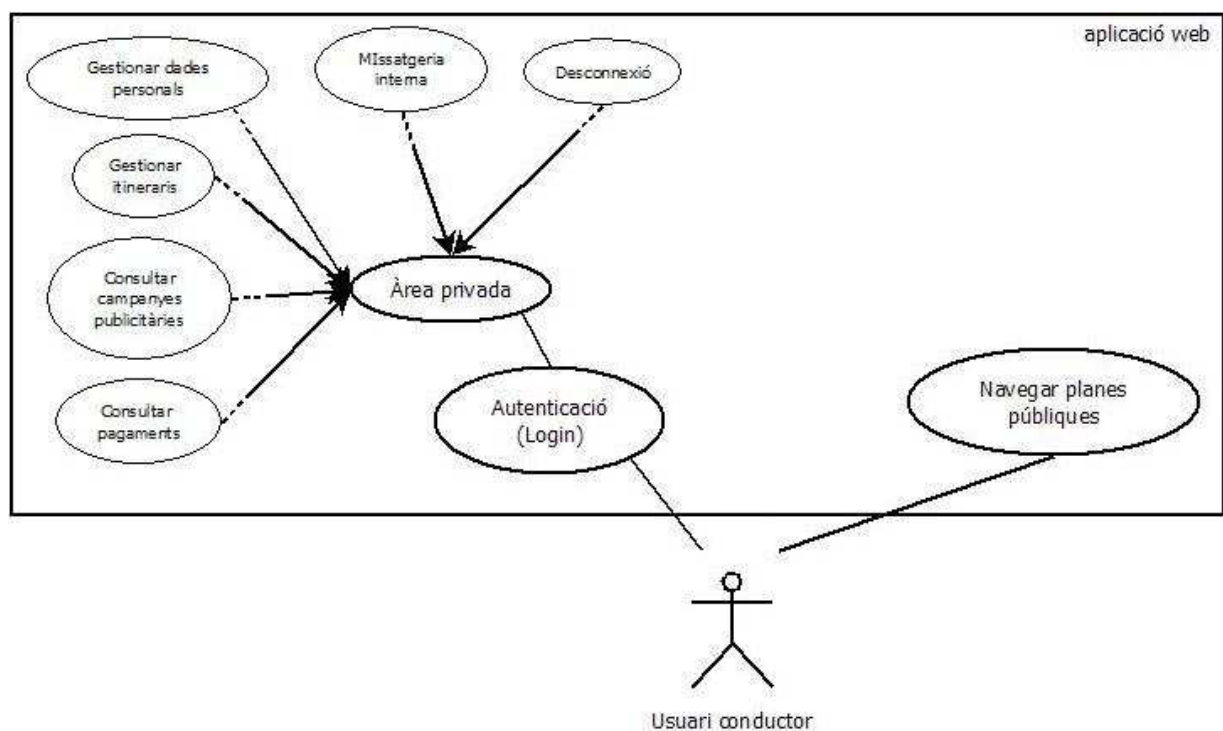 aplicació web
Gestionar dades
personals
MIssatgeria
interna
Desconnexió
Gestionar
itineraris
Consultar
campanyes
publicitàries
Àrea privada
Consultar
pagaments
Autenticació
(Login)
Navegar planes
públiques
Usuari conductor